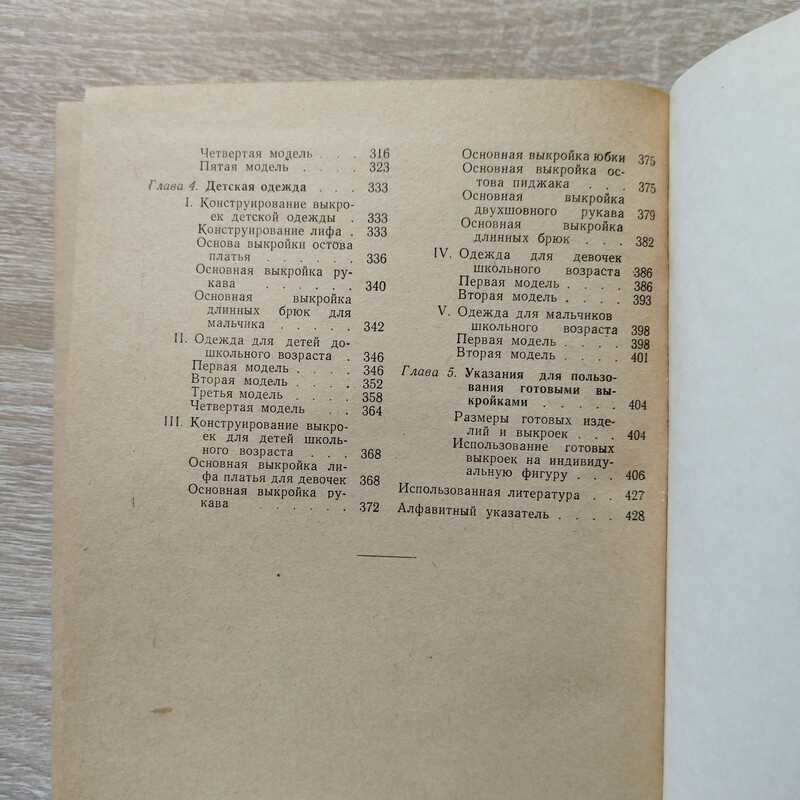 Четвертая модель . . . 316
Пятая модель . . . . 323
Глава 4. Детская одежда . . . 333
I. Конструирование выкро-
ек детской одежды . 333
Конструирование лифа . 333
Основа выкройки остова
платья . . . . . . 336
Основная выкройка ру-
кава . . . . . . 340
Основная выкройка
длинных брюк для
мальчика . . . . . 342
II. Одежда для детей до-
школьного возраста . 346
Первая модель . . . . 346
Вторая модель . . . . 352
Третья модель . . . . 358
Четвертая модель . . 364
III. Конструирование выкро-
ек для детей школь-
ного возраста . . . 368
Основная выкройка ли-
фа платья для девочек 368
Основная выкройка ру-
кава . . . . . . 372
Основная выкройка юбки 375
Основная выкройка ос-
това пиджака . . . 375
Основная выкройка
двухшовного рукава 379
Основная выкройка
длинных брюк . . . 382
IV. Одежда для девочек
школьного возраста . 386
Первая модель . . . . 386
Вторая модель . . . . 393
V. Одежда для мальчиков
школьного возраста 398
Первая модель . . . . 398
Вторая модель . . . . 401
Глава 5. Указания для пользо-
вания готовыми вы-
кройками . . . . . 404
Размеры готовых изде-
лий и выкроек . . . 404
Использование готовых
выкроек на индивиду-
альную фигуру . . . 406
Использованная литература . . 427
Алфавитный указатель . . . . 428